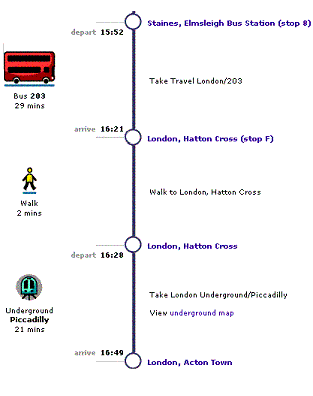 Staines, Elmsleigh Bus Station (stop 8)
depart 15:52
Take Travel London/203
Bus 203
29 mins
arrive 16:21
London, Hatton Cross (stop F)
Walk to London, Hatton Cross
Walk
2 mins
London, Hatton Cross
depart 16:28
Take London Underground/Piccadilly
View underground map
Underground
Piccadilly
21 mins
arrive 16:49
London, Acton Town